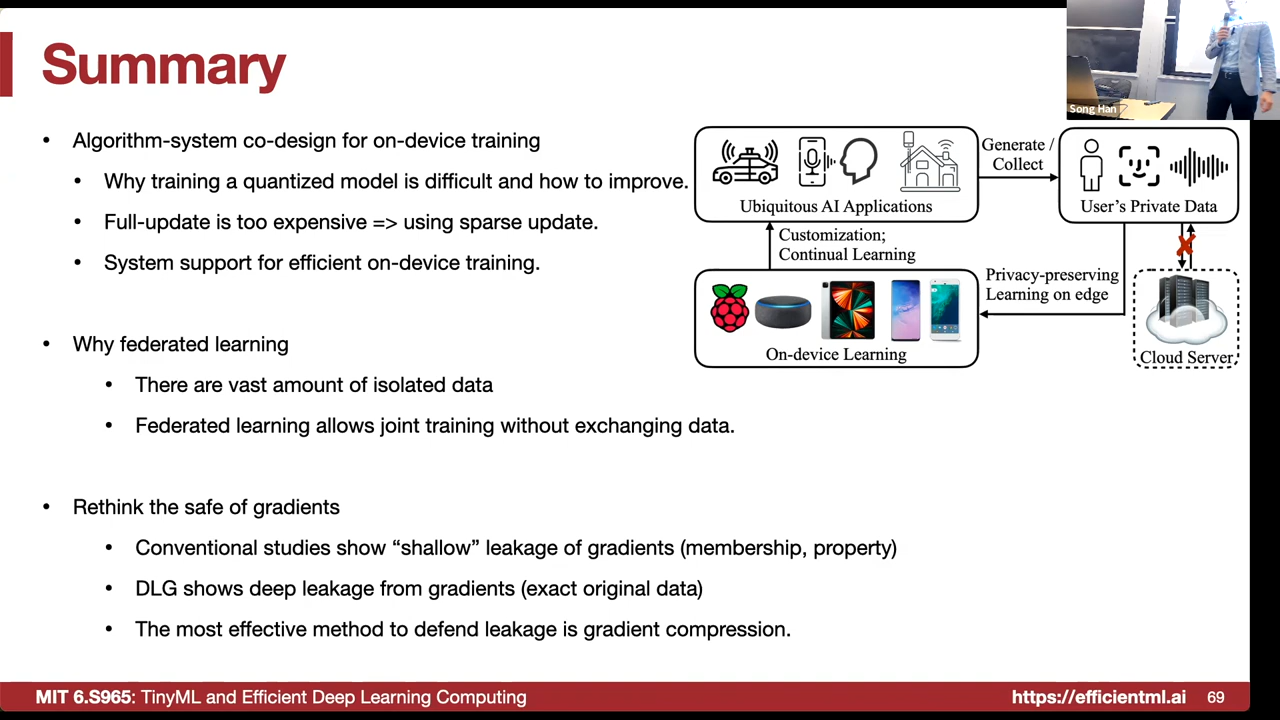 Summary
Song Han
• Algorithm-system co-design for on-device training
• Why training a quantized model is difficult and how to improve.
• Full-update is too expensive => using sparse update.
• System support for efficient on-device training.
• Why federated learning
• There are vast amount of isolated data
• Federated learning allows joint training without exchanging data.
• Rethink the safe of gradients
• Conventional studies show “shallow” leakage of gradients (membership, property)
• DLG shows deep leakage from gradients (exact original data)
• The most effective method to defend leakage is gradient compression.
Ubiquitous AI Applications
Generate /
Collect
User's Private Data
Customization;
Continual Learning
Privacy-preserving
Learning on edge
On-device Learning
Cloud Server
MIT 6.S965: TinyML and Efficient Deep Learning Computing
https://efficientml.ai
69